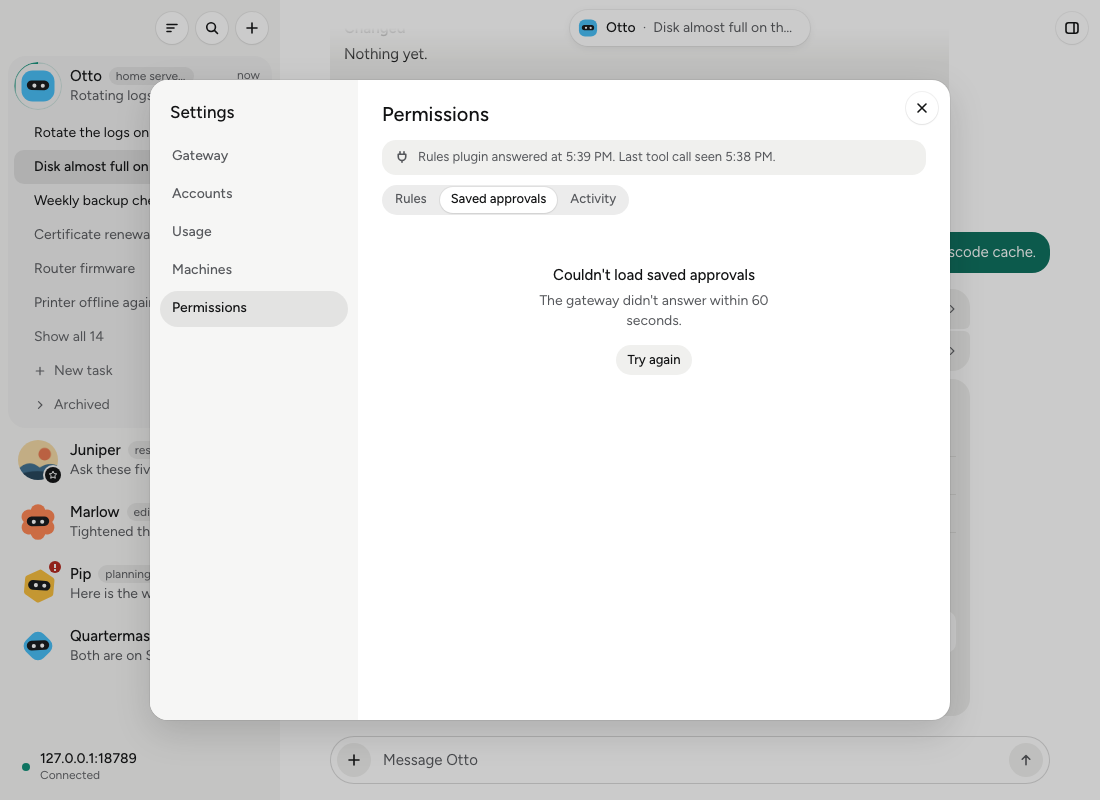 Otto · Disk almost full on th...
Changed
Nothing yet.
Otto home serve... now
Rotating logs
Rotate the logs on
Disk almost full on
Weekly backup che
Certificate renewa
Router firmware
Printer offline again
Show all 14
New task
Archived
Juniper res
Ask these fiv
Marlow edi
Tightened th
Pip planning
Here is the w
Quartermas
Both are on S
127.0.0.1:18789
Connected
Settings
Gateway
Accounts
Usage
Machines
Permissions
Permissions
Rules plugin answered at 5:39 PM. Last tool call seen 5:38 PM.
Rules Saved approvals Activity
Couldn't load saved approvals
The gateway didn't answer within 60
seconds.
Try again
scode cache.
Message Otto